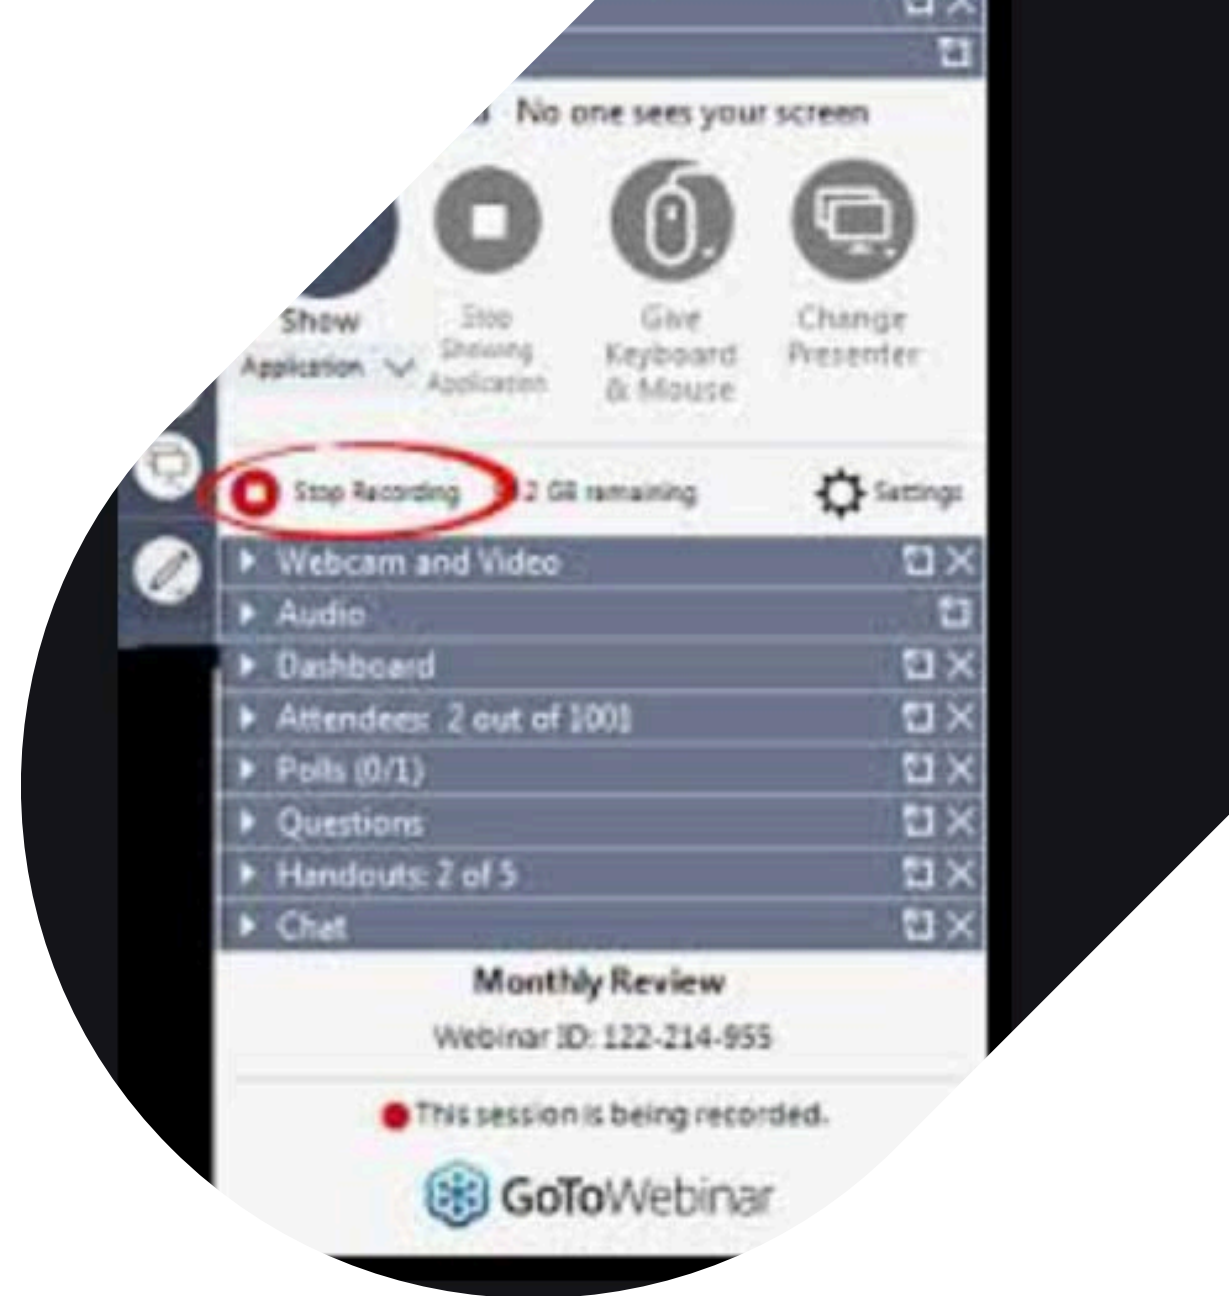 No one sees your screen
Show
Application
Stop
Showing
Application
Give
Keyboard
& Mouse
Change
Presenter
Stop Recording
2 GB remaining
Settings
Webcam and Video
Audio
Dashboard
Attendees: 2 out of 1001
Polls (0/1)
Questions
Handouts: 2 of 5
Chat
Monthly Review
Webinar ID: 122-214-955
This session is being recorded.
GoToWebinar